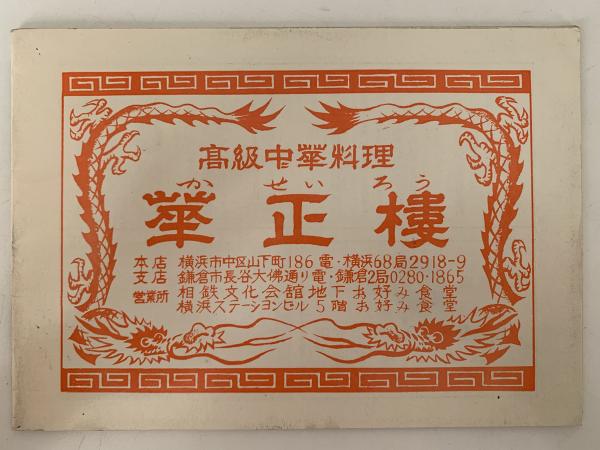 高級中華料理
かせいろう
華正樓
本店 横浜市中区山下町186 電・横浜68局2918-9
支店 鎌倉市長谷大佛通り電・鎌倉2局0280・1865
営業所 相鉄文化会舘地下お好み食堂
横浜ステーションビル5階お好み食堂